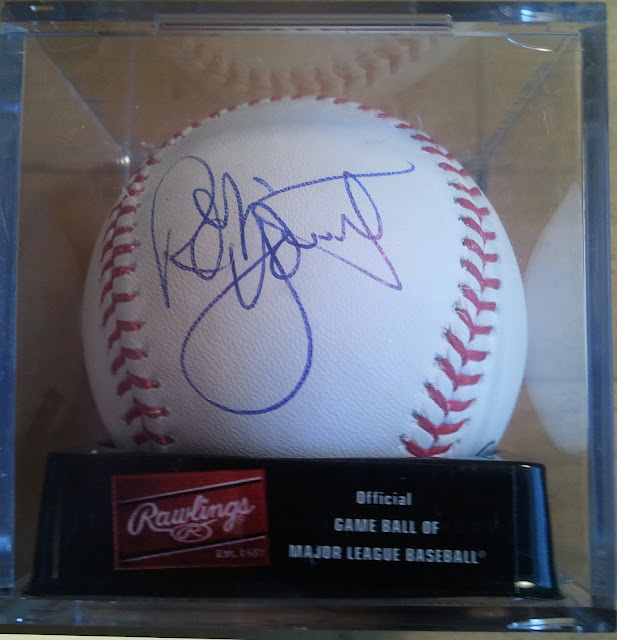 Rawlings
Est. 1887
Official
GAME BALL OF
MAJOR LEAGUE BASEBALL®